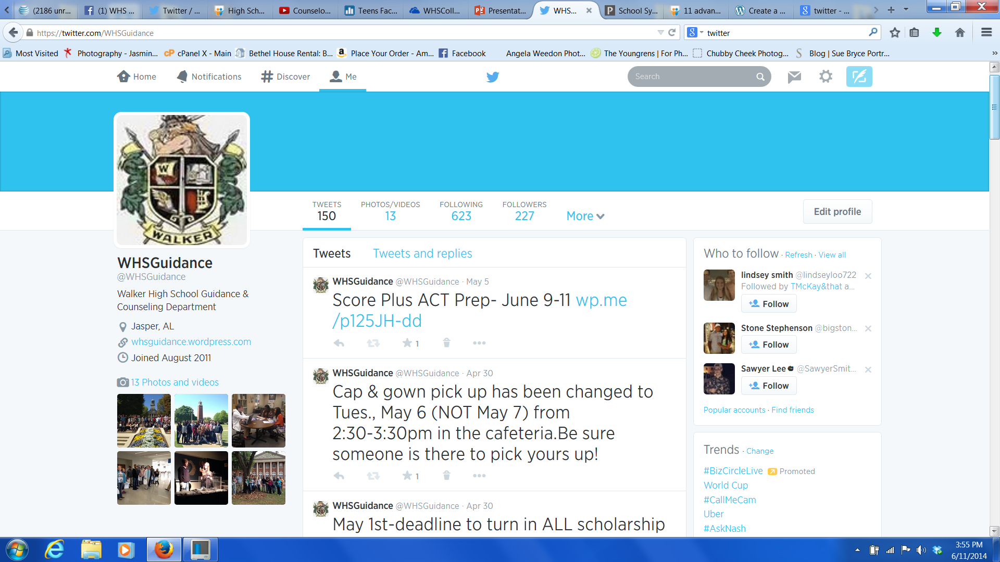 (2186 unr...
(1) WHS ...
Twitter / ...
High Sch...
Counselo...
Teens Fac...
WHSColl...
Presentat...
WHS...
School Sy...
11 advan...
Create a ...
twitter - ...
https://twitter.com/WHSGuidance
twitter
Most Visited
Photography - Jasmin...
cPanel X - Main
Bethel House Rental: B...
Place Your Order - Am...
Facebook
Angela Weedon Phot...
The Youngrens | For Ph...
Chubby Cheek Photog...
Blog | Sue Bryce Portr...
Home
Notifications
Discover
Me
Search
W
WALKER
TWEETS
150
PHOTOS/VIDEOS
13
FOLLOWING
623
FOLLOWERS
227
More
Edit profile
WHSGuidance
@WHSGuidance
Walker High School Guidance &
Counseling Department
Jasper, AL
whsguidance.wordpress.com
Joined August 2011
13 Photos and videos
Tweets
Tweets and replies
WHSGuidance @WHSGuidance · May 5
Score Plus ACT Prep- June 9-11 wp.me
/p125JH-dd
1
WHSGuidance @WHSGuidance · Apr 30
Cap & gown pick up has been changed to
Tues., May 6 (NOT May 7) from
2:30-3:30pm in the cafeteria.Be sure
someone is there to pick yours up!
1
WHSGuidance @WHSGuidance · Apr 30
May 1st-deadline to turn in ALL scholarship
Who to follow · Refresh · View all
lindsey smith @lindseyloo722
Followed by TMcKay&that a...
Follow
Stone Stephenson @bigston...
Follow
Sawyer Lee @SawyerSmit...
Follow
Popular accounts · Find friends
Trends · Change
#BizCircleLive Promoted
World Cup
#CallMeCam
Uber
#AskNash
3:55 PM
6/11/2014